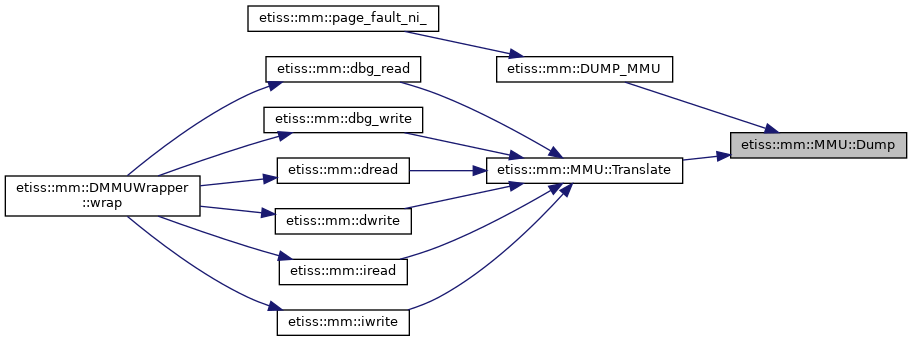 etiss::mm::page_fault_ni_
etiss::mm::dbg_read
etiss::mm::DUMP_MMU
etiss::mm::dbg_write
etiss::mm::MMU::Dump
etiss::mm::dread
etiss::mm::MMU::Translate
etiss::mm::DMMUWrapper
::wrap
etiss::mm::dwrite
etiss::mm::iread
etiss::mm::iwrite